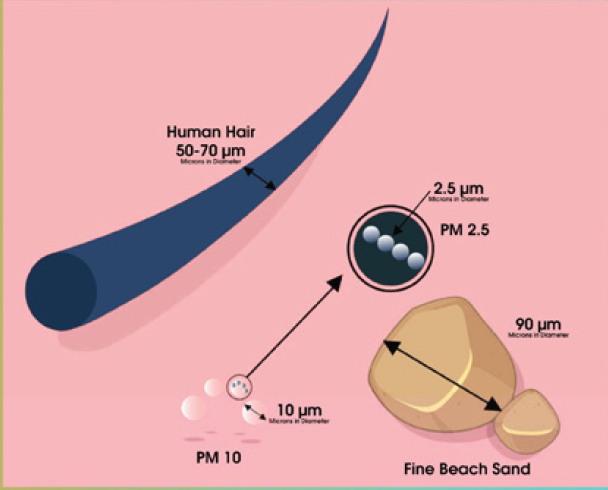 Human Hair
50-70 µm
Microns in Diameter
2.5 µm
Microns in Diameter
PM 2.5
90 µm
Microns in Diameter
10 µm
Microns in Diameter
PM 10
Fine Beach Sand